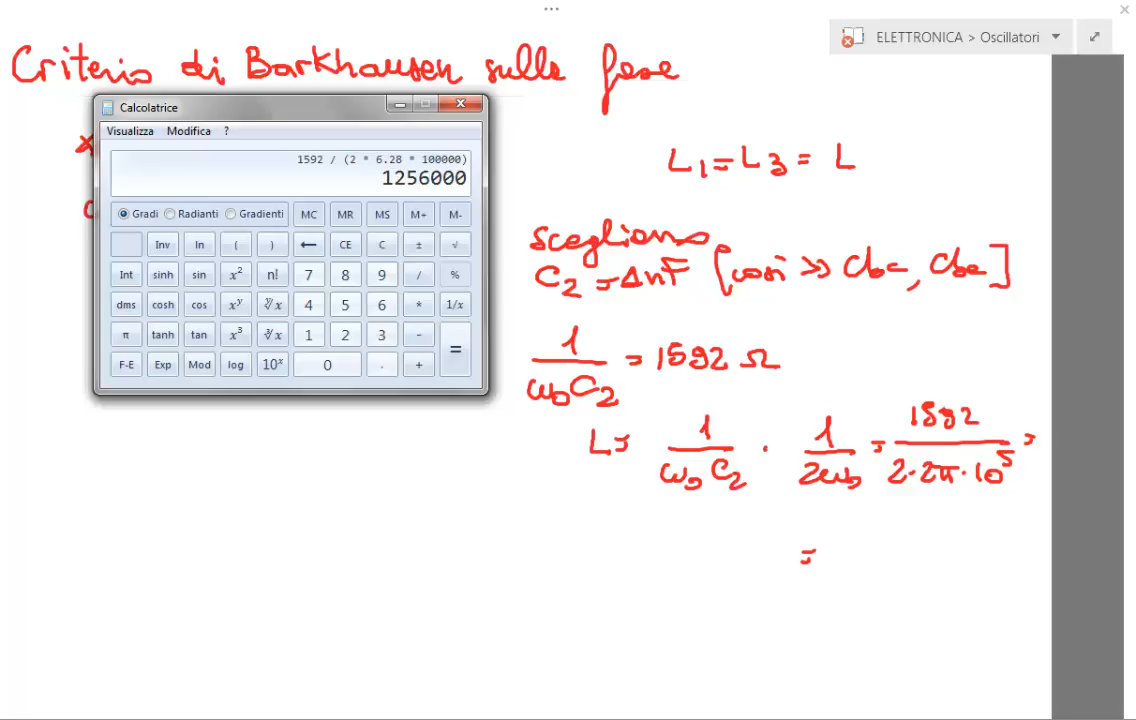 ELETTRONICA > Oscillatori
Criterio di Barkhausen sulla fase
Calcolatrice
Visualizza Modifica ?
1592 / (2 * 6.28 * 100000)
1256000
Gradi Radianti Gradienti MC MR MS M+ M-
Inv ln ( ) ← CE C ± √
Int sinh sin x² n! 7 8 9 / %
dms cosh cos xʸ ʸ√x 4 5 6 * 1/x
π tanh tan x³ ³√x 1 2 3 - =
F-E Exp Mod log 10ˣ 0 . +
L1 = L3 = L
Scegliamo
C2 = 1nF [così >> Cbc, Cbe]
1/(ω0C2) = 1592 Ω
L = 1/(ω0 C2) · 1/(2ω0) = 1592/(2·2π·10⁵) =
=